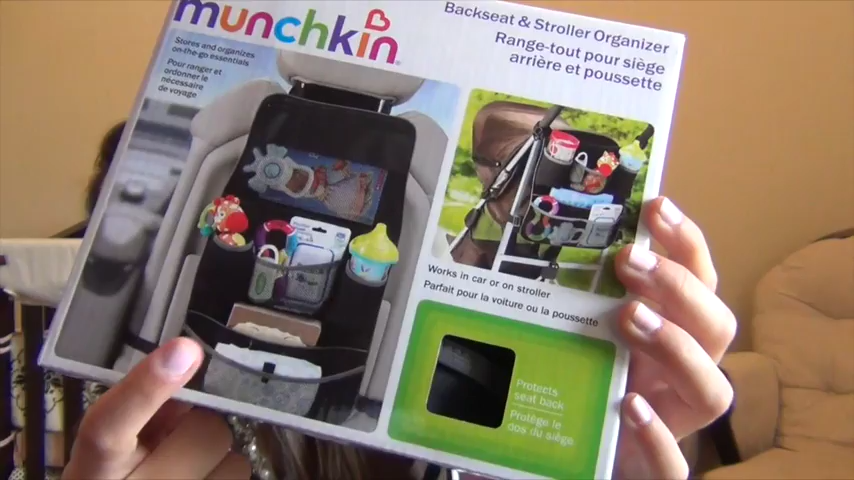 munchkin
Backseat & Stroller Organizer
Range-tout pour siège
arrière et poussette
Stores and organizes
on-the-go essentials
Pour ranger et
ordonner le
nécessaire
de voyage
Works in car or on stroller
Parfait pour la voiture ou la poussette
Protects
seat back
Protège le
dos du siège